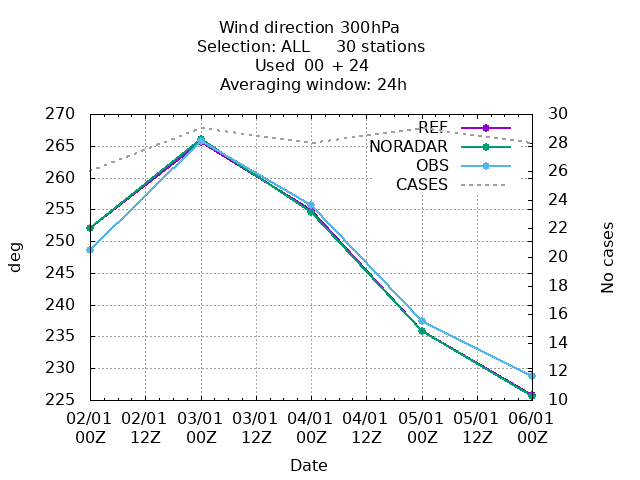 Wind direction 300hPa
Selection: ALL     30 stations
Used  00 + 24
Averaging window: 24h
270
265
260
255
250
245
240
235
230
225
deg
30
28
26
24
22
20
18
16
14
12
10
No cases
REF
NORADAR
OBS
CASES
02/01 02/01 03/01 03/01 04/01 04/01 05/01 05/01 06/01
00Z 12Z 00Z 12Z 00Z 12Z 00Z 12Z 00Z
Date